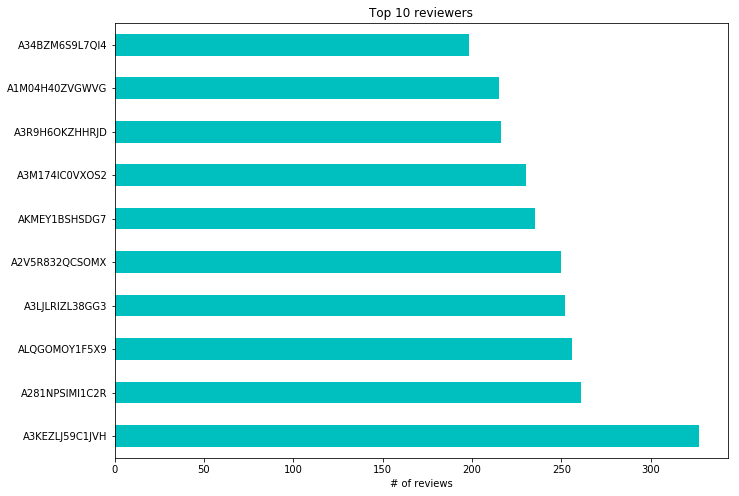 Top 10 reviewers
A34BZM6S9L7QI4
A1M04H40ZVGWVG
A3R9H6OKZHHRJD
A3M174IC0VXOS2
AKMEY1BSHSDG7
A2V5R832QCSOMX
A3LJLRIZL38GG3
ALQGOMOY1F5X9
A281NPSIMI1C2R
A3KEZLJ59C1JVH
0 50 100 150 200 250 300
# of reviews